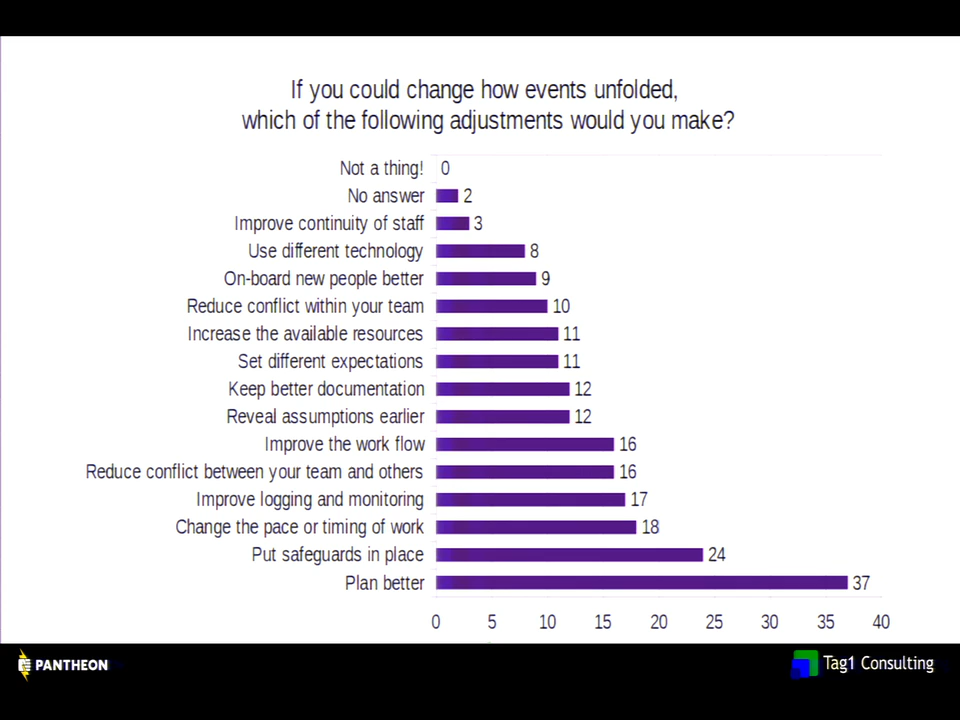 If you could change how events unfolded,
which of the following adjustments would you make?
Not a thing! 0
No answer 2
Improve continuity of staff 3
Use different technology 8
On-board new people better 9
Reduce conflict within your team 10
Increase the available resources 11
Set different expectations 11
Keep better documentation 12
Reveal assumptions earlier 12
Improve the work flow 16
Reduce conflict between your team and others 16
Improve logging and monitoring 17
Change the pace or timing of work 18
Put safeguards in place 24
Plan better 37
0 5 10 15 20 25 30 35 40
PANTHEON
Tag1 Consulting